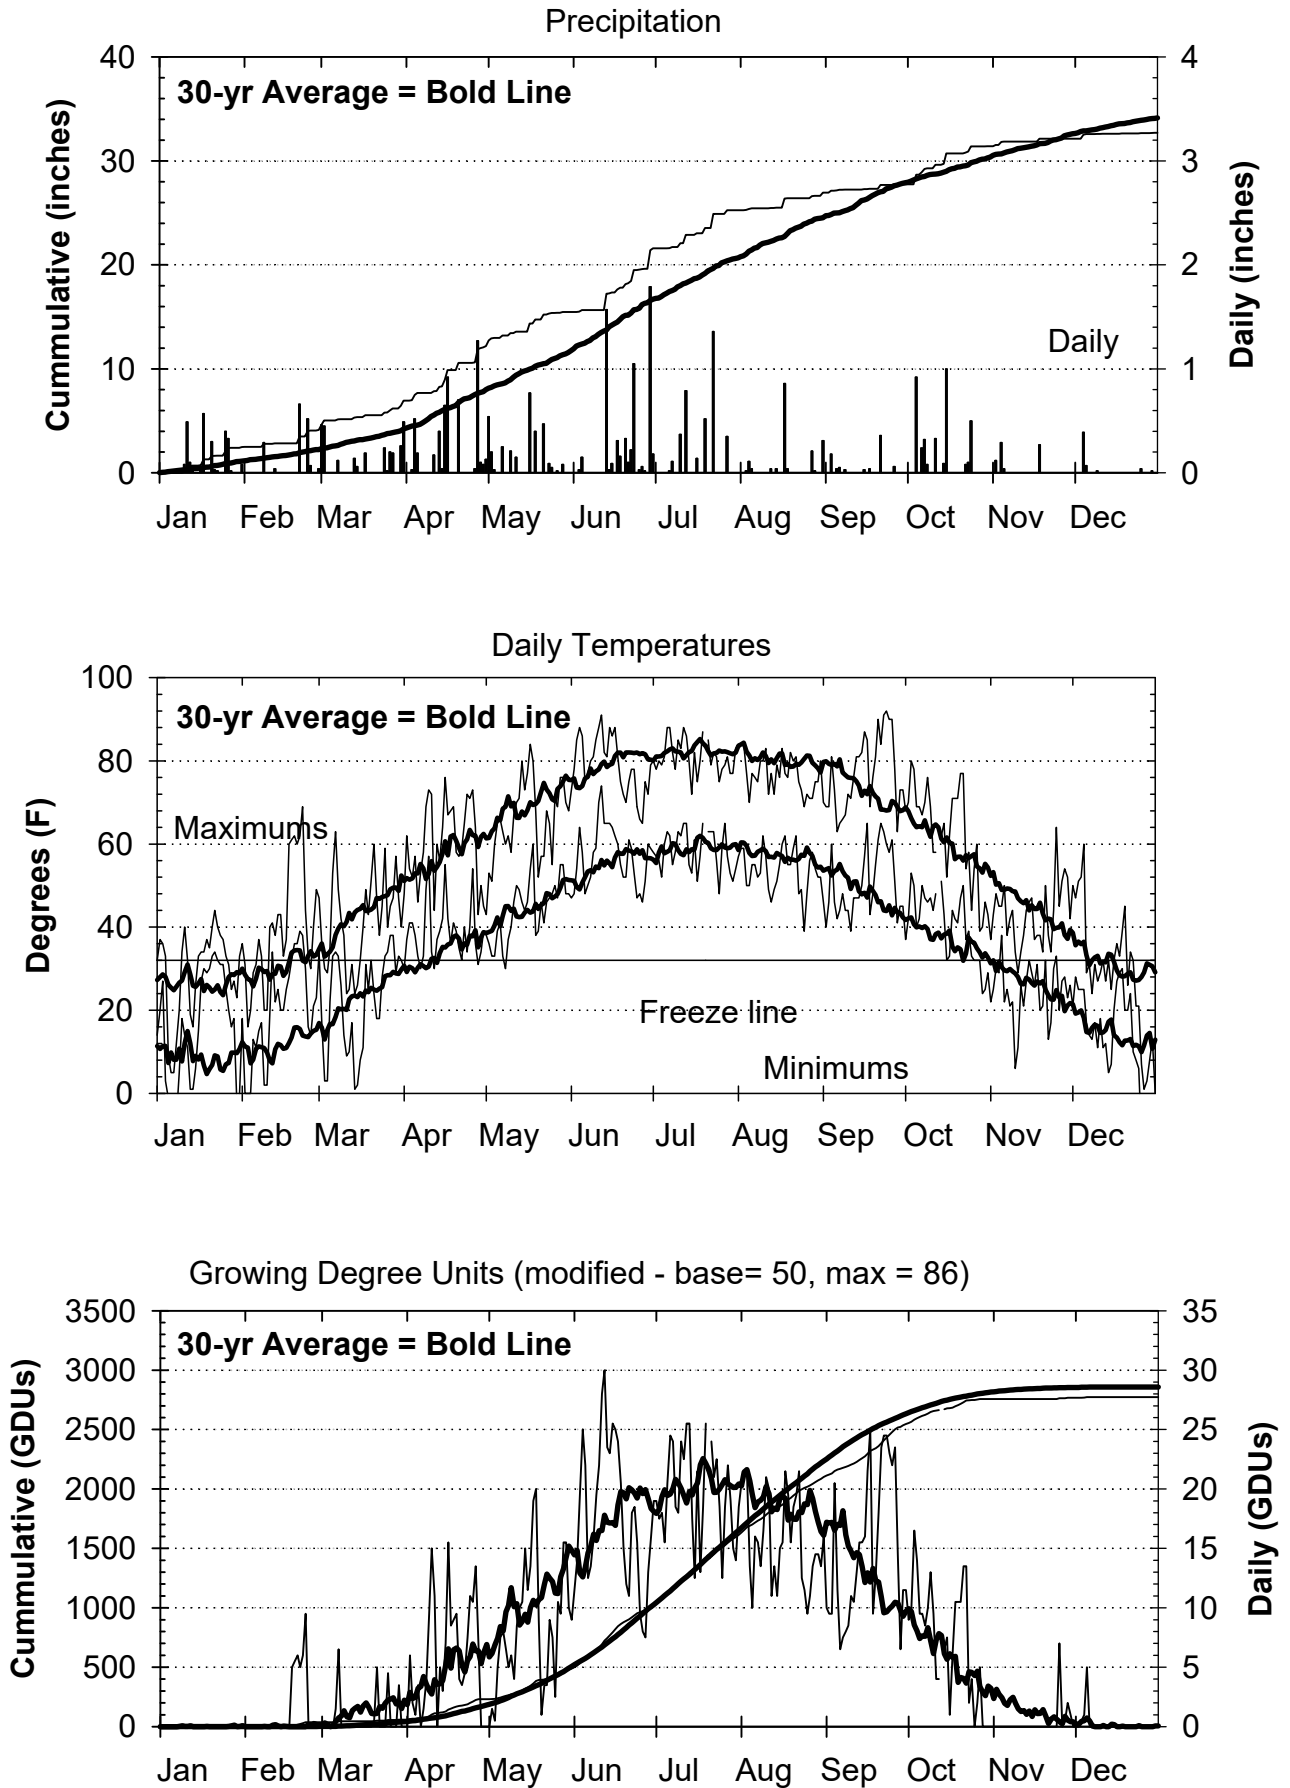 Precipitation
30-yr Average = Bold Line
Cummulative (inches)
40
30
20
10
0
4
3
2
1
0
Daily (inches)
Daily
Jan Feb Mar Apr May Jun Jul Aug Sep Oct Nov Dec
Daily Temperatures
30-yr Average = Bold Line
Degrees (F)
100
80
60
40
20
0
Maximums
Freeze line
Minimums
Jan Feb Mar Apr May Jun Jul Aug Sep Oct Nov Dec
Growing Degree Units (modified - base= 50, max = 86)
30-yr Average = Bold Line
Cummulative (GDUs)
3500
3000
2500
2000
1500
1000
500
0
35
30
25
20
15
10
5
0
Daily (GDUs)
Jan Feb Mar Apr May Jun Jul Aug Sep Oct Nov Dec